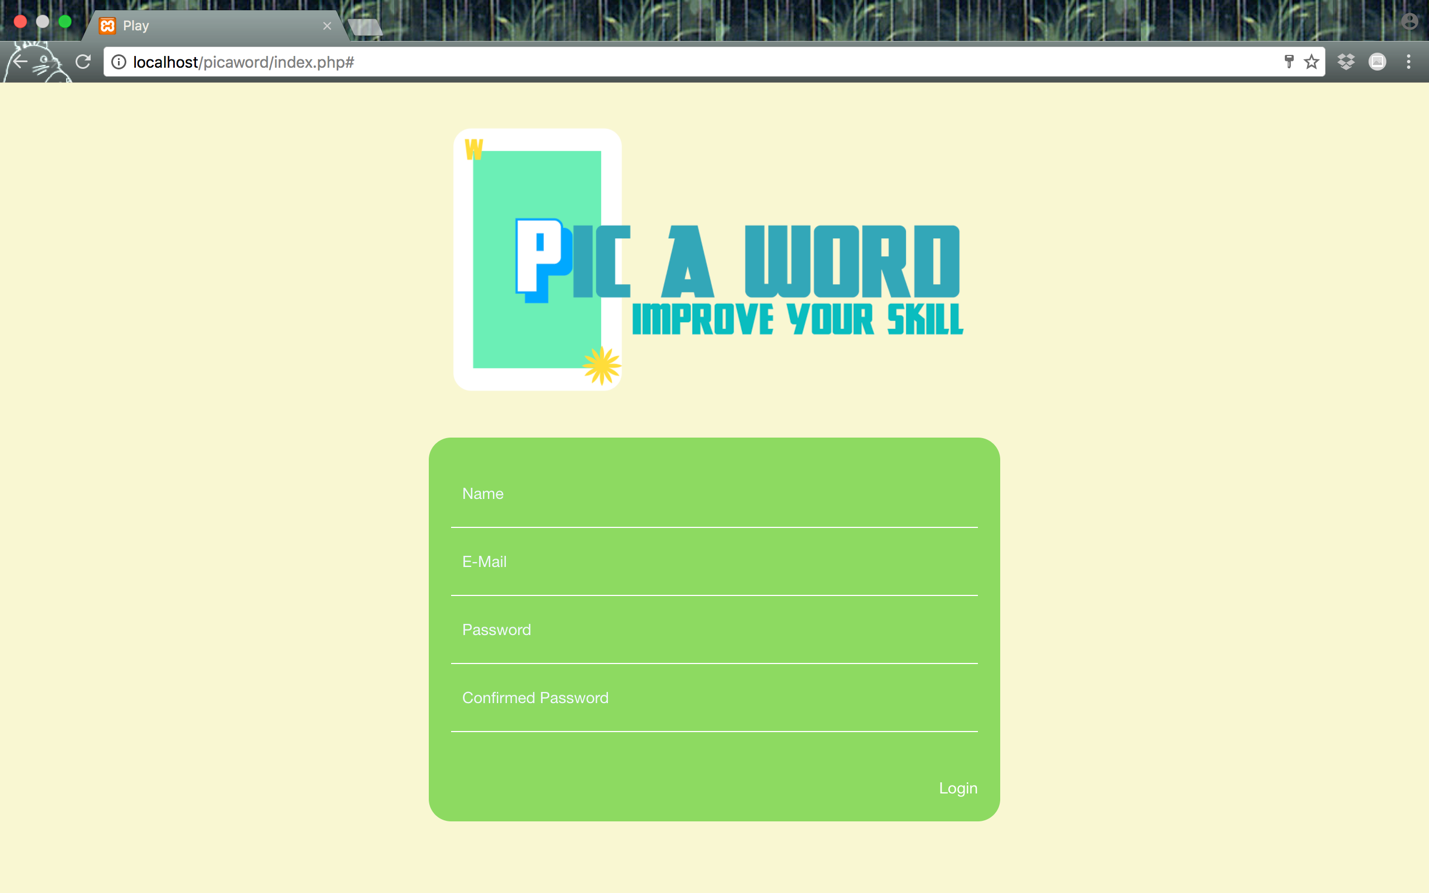 Play
localhost/picaword/index.php#
W
PIC A WORD
IMPROVE YOUR SKILL
Name
E-Mail
Password
Confirmed Password
Login